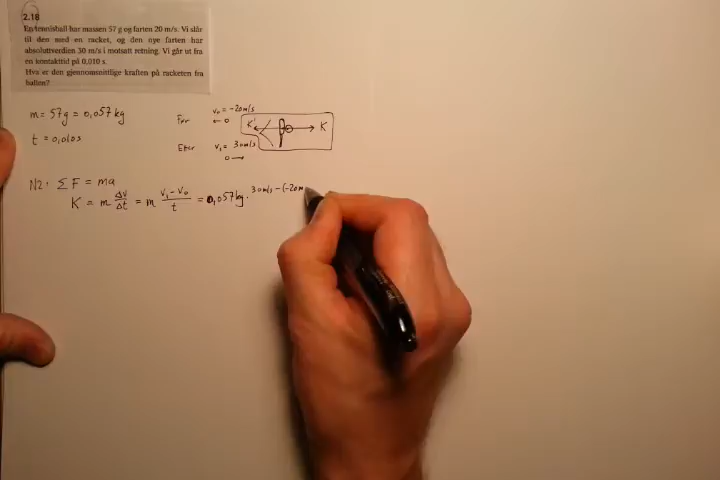 2.18
En tennisball har massen 57 g og farten 20 m/s. Vi slår
til den med en racket, og den nye farten har
absoluttverdien 30 m/s i motsatt retning. Vi går ut fra
en kontakttid på 0,010 s.
Hva er den gjennomsnittlige kraften på racketen fra
ballen?
m = 57g = 0,057 kg
t = 0,010s
Før v₀ = -20m/s
K' K
Etter v₁ = 30m/s
N2: ΣF = ma
K = m Δv/Δt = m (v₁ - v₀)/t = 0,057kg · 30m/s - (-20m